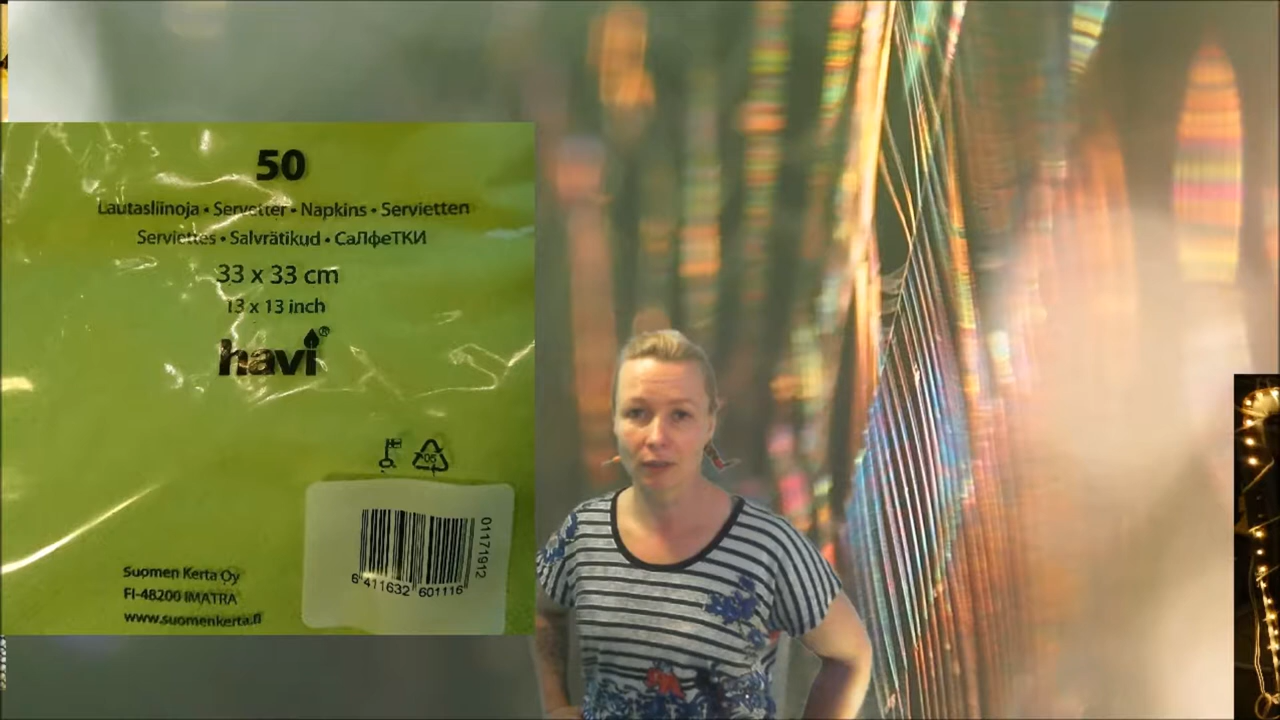 50
Lautasliinoja • Servetter • Napkins • Servietten
Serviettes • Salvrätikud • СаЛфеТКИ
33 x 33 cm
13 x 13 inch
havi®
05
01171912
6 411632 601116
Suomen Kerta Oy
FI-48200 IMATRA
www.suomenkerta.fi